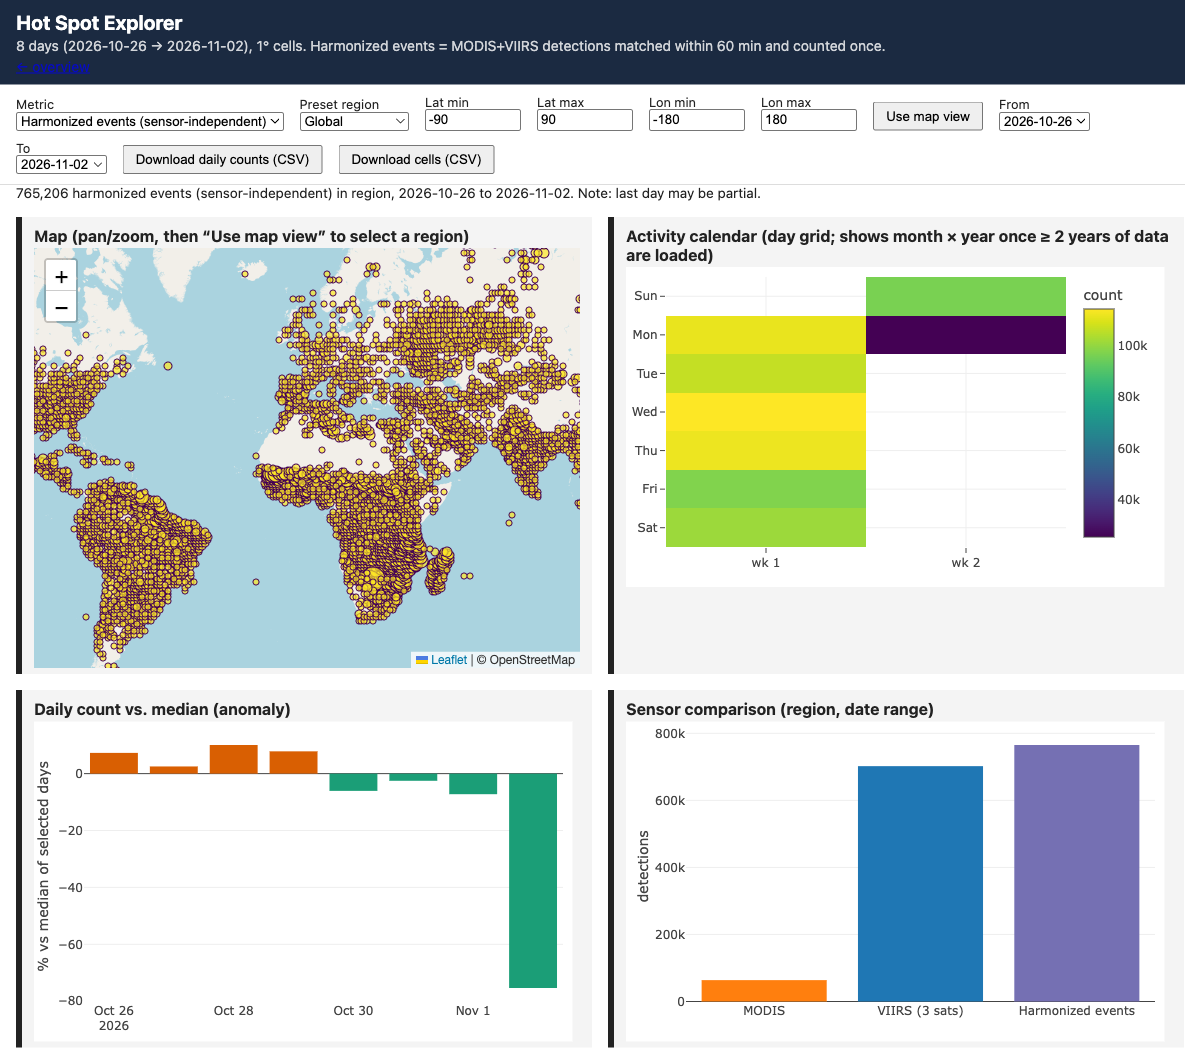 Hot Spot Explorer
8 days (2026-10-26 → 2026-11-02), 1° cells. Harmonized events = MODIS+VIIRS detections matched within 60 min and counted once.
← overview
Metric
Harmonized events (sensor-independent)
Preset region
Global
Lat min
-90
Lat max
90
Lon min
-180
Lon max
180
Use map view
From
2026-10-26
To
2026-11-02
Download daily counts (CSV)
Download cells (CSV)
765,206 harmonized events (sensor-independent) in region, 2026-10-26 to 2026-11-02. Note: last day may be partial.
Map (pan/zoom, then “Use map view” to select a region)
+
−
Leaflet | © OpenStreetMap
Activity calendar (day grid; shows month × year once ≥ 2 years of data
are loaded)
Sun
Mon
Tue
Wed
Thu
Fri
Sat
wk 1
wk 2
count
100k
80k
60k
40k
Daily count vs. median (anomaly)
% vs median of selected days
0
−20
−40
−60
−80
Oct 26
2026
Oct 28
Oct 30
Nov 1
Sensor comparison (region, date range)
detections
800k
600k
400k
200k
0
MODIS
VIIRS (3 sats)
Harmonized events